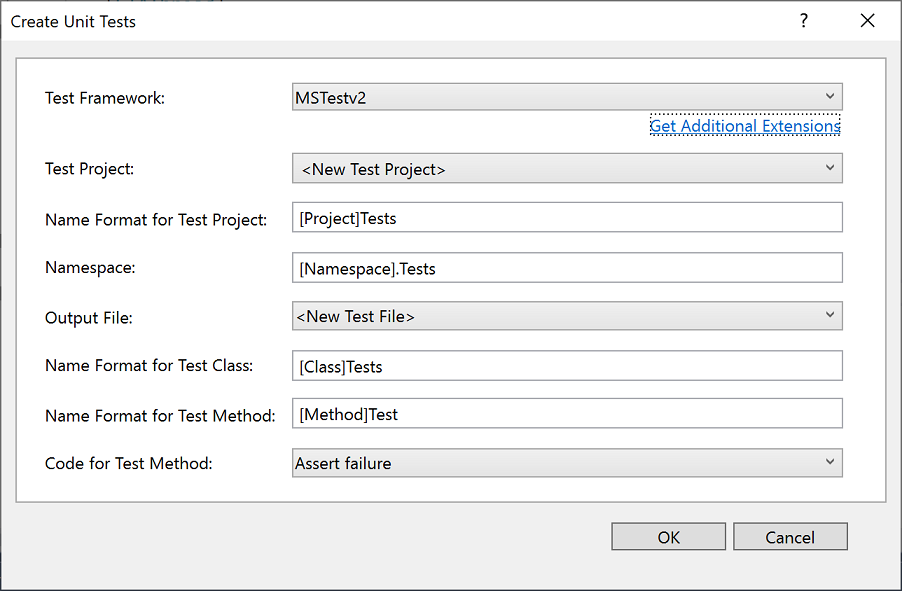 Create Unit Tests
?
Test Framework: MSTestv2
Get Additional Extensions
Test Project: <New Test Project>
Name Format for Test Project: [Project]Tests
Namespace: [Namespace].Tests
Output File: <New Test File>
Name Format for Test Class: [Class]Tests
Name Format for Test Method: [Method]Test
Code for Test Method: Assert failure
OK Cancel